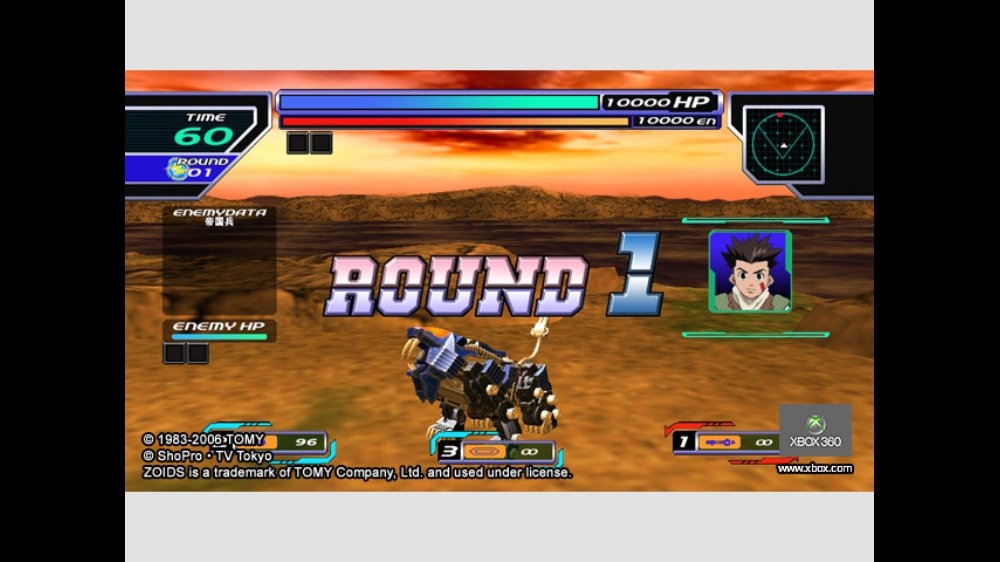 TIME
60
ROUND
01
10000 HP
10000 EN
ENEMYDATA
帝国兵
ENEMY HP
ROUND 1
96
3 ∞
1 ∞
© 1983-2006 TOMY
© ShoPro・TV Tokyo
ZOIDS is a trademark of TOMY Company, Ltd. and used under license.
XBOX360
www.xbox.com